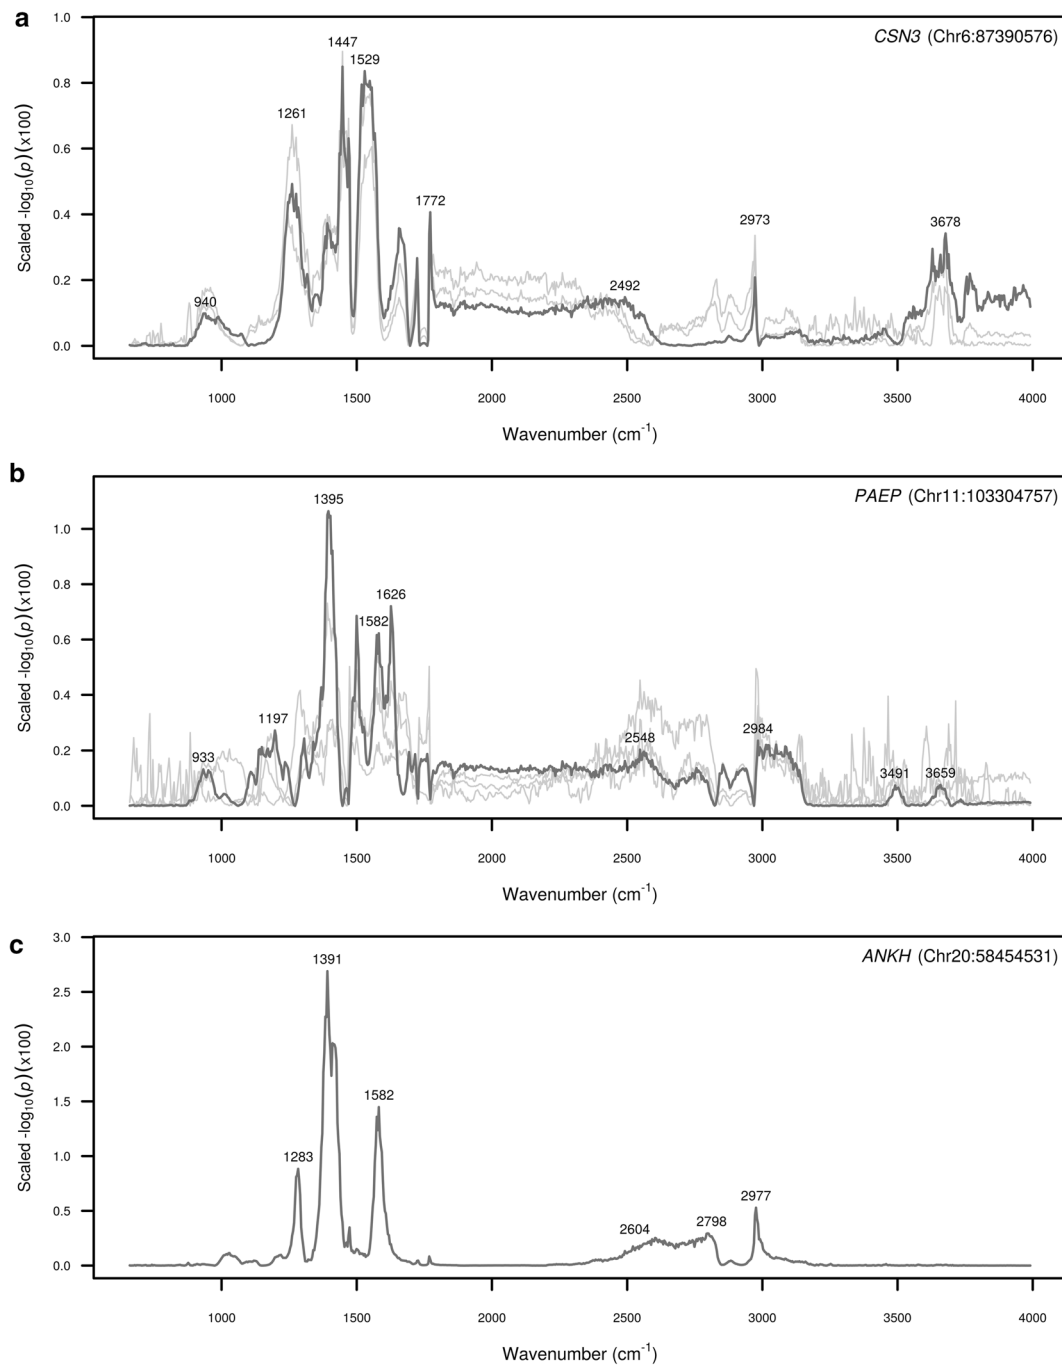 a
CSN3 (Chr6:87390576)
Scaled -log10(p)(x100)
1.0
0.8
0.6
0.4
0.2
0.0
940
1261
1447
1529
1772
2492
2973
3678
1000 1500 2000 2500 3000 3500 4000
Wavenumber (cm-1)
b
PAEP (Chr11:103304757)
Scaled -log10(p)(x100)
1.0
0.8
0.6
0.4
0.2
0.0
933
1197
1395
1582
1626
2548
2984
3491
3659
1000 1500 2000 2500 3000 3500 4000
Wavenumber (cm-1)
c
ANKH (Chr20:58454531)
Scaled -log10(p)(x100)
3.0
2.5
2.0
1.5
1.0
0.5
0.0
1283
1391
1582
2604
2798
2977
1000 1500 2000 2500 3000 3500 4000
Wavenumber (cm-1)